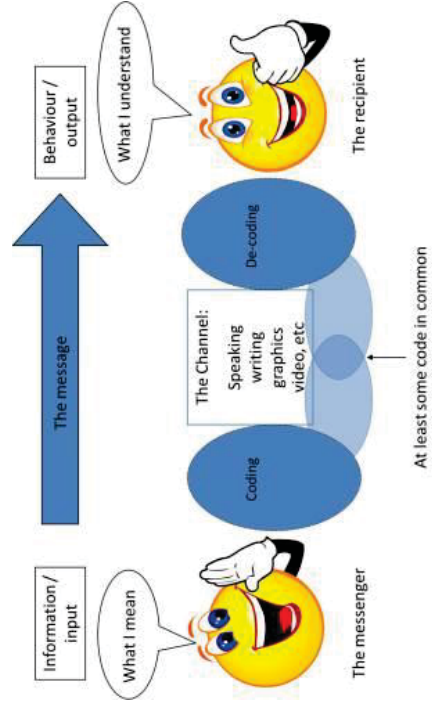 Information/
input
The message
Behaviour /
output
What I mean
What I understand
Coding
The Channel:
Speaking
writing
graphics
video, etc
De-coding
The messenger
The recipient
At least some code in common